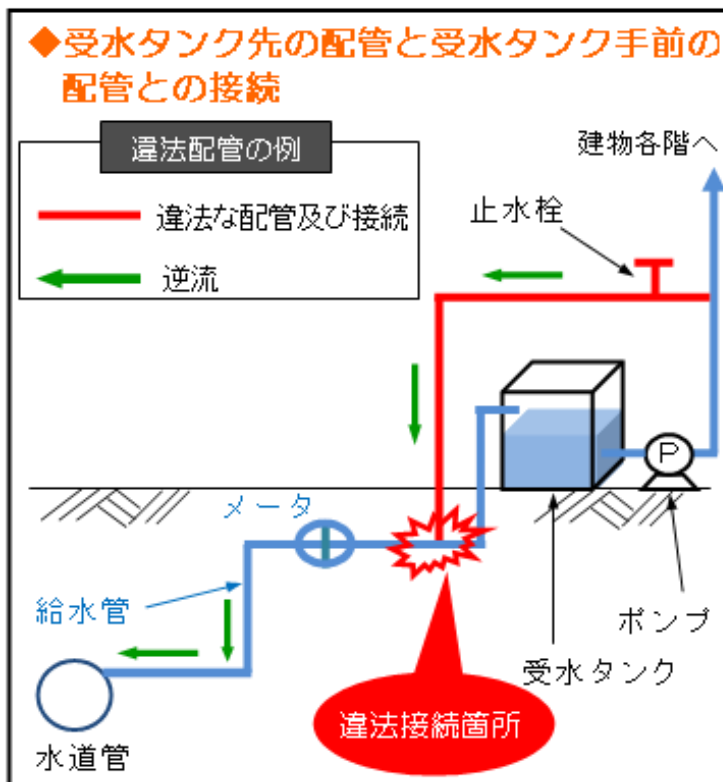 ◆受水タンク先の配管と受水タンク手前の
配管との接続
違法配管の例
違法な配管及び接続
逆流
建物各階へ
止水栓
P
メータ
給水管
ポンプ
受水タンク
違法接続箇所
水道管